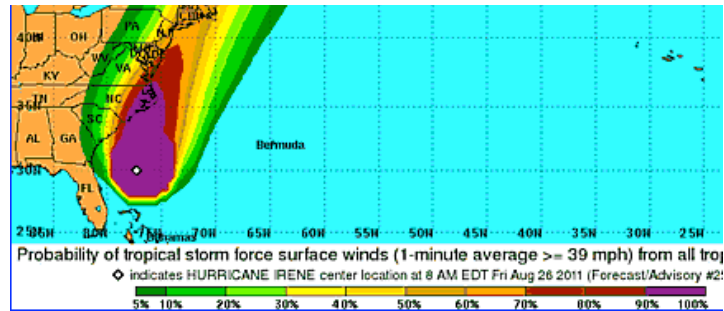 PA
40N IN OH
WV
KY VA
TN NC 35N
SC
AL GA
Bermuda
30N
FL
25N 80W 70W 65W 60W 55W 50W 45W 40W 35W 30W 25W
Bahamas
Probability of tropical storm force surface winds (1-minute average >= 39 mph) from all trop
indicates HURRICANE IRENE center location at 8 AM EDT Fri Aug 26 2011 (Forecast/Advisory #2
5% 10% 20% 30% 40% 50% 60% 70% 80% 90% 100%